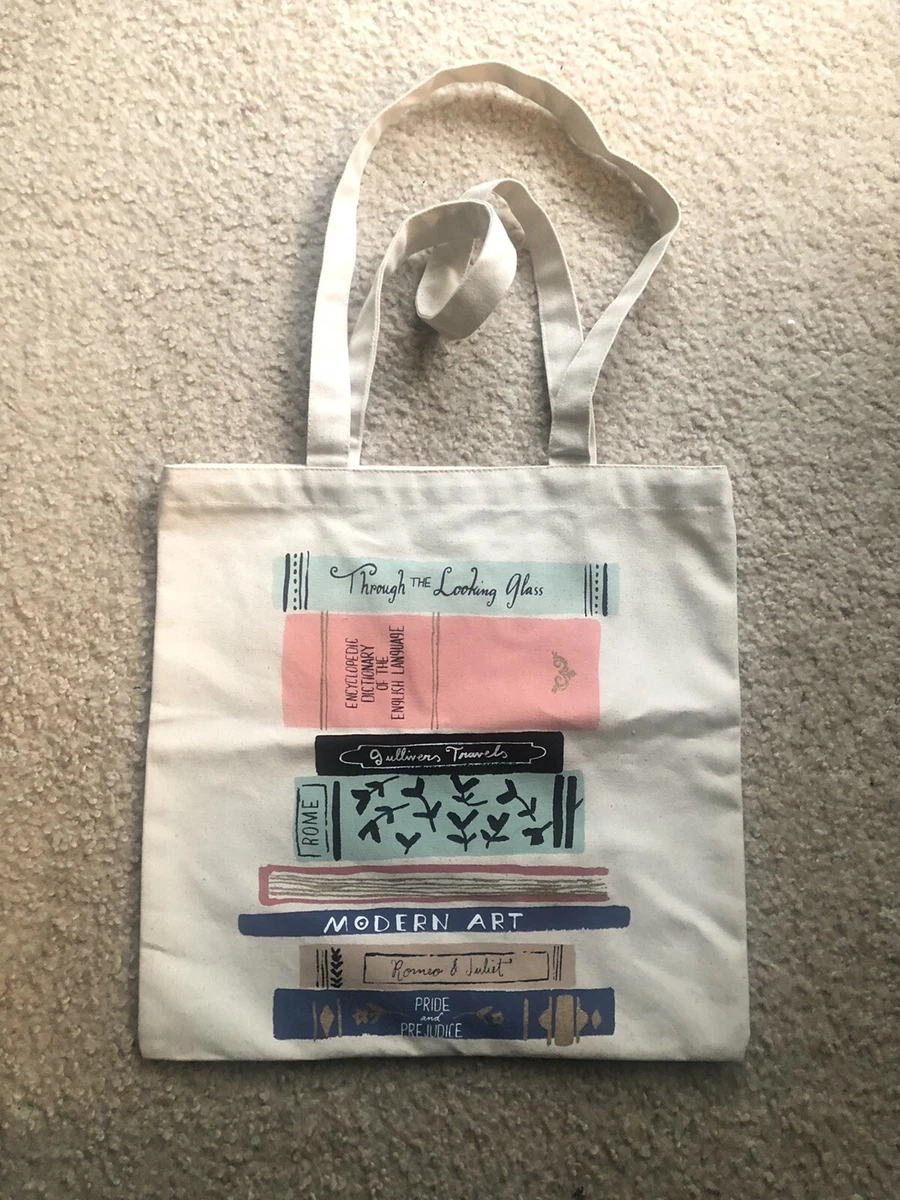 Through THE Looking Glass
ENCYCLOPEDIC
DICTIONARY
OF THE
ENGLISH LANGUAGE
Gullivers Travels
ROME
MODERN ART
Romeo & Juliet
PRIDE
and
PREJUDICE